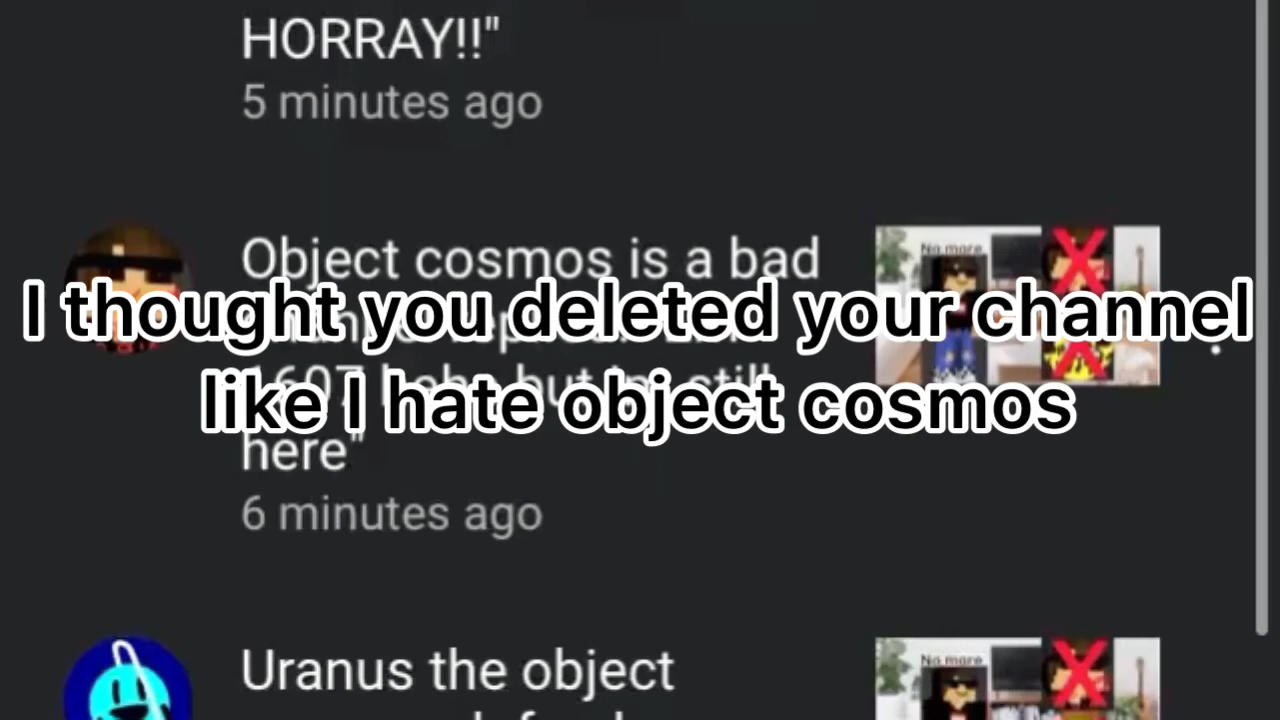 HORRAY!!"
5 minutes ago
Object cosmos is a bad
I thought you deleted your channel
like I hate object cosmos
here"
6 minutes ago
No more
Uranus the object
No more